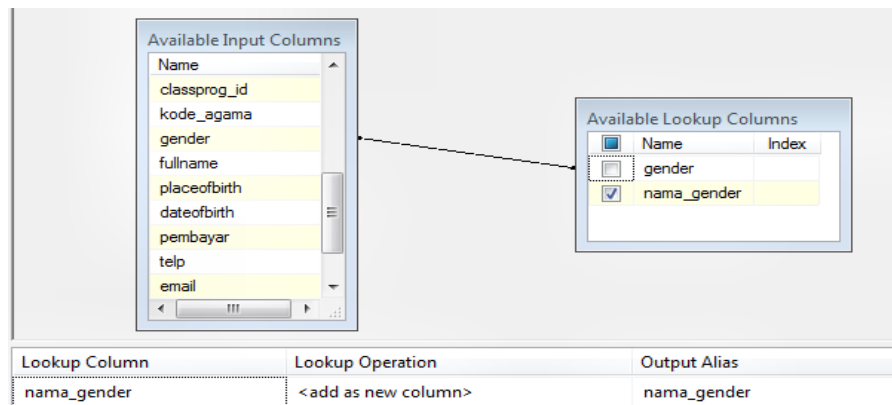 Available Input Columns
Name
classprog_id
kode_agama
gender
fullname
placeofbirth
dateofbirth
pembayar
telp
email
Available Lookup Columns
Name Index
gender
nama_gender
Lookup Column Lookup Operation Output Alias
nama_gender <add as new column> nama_gender